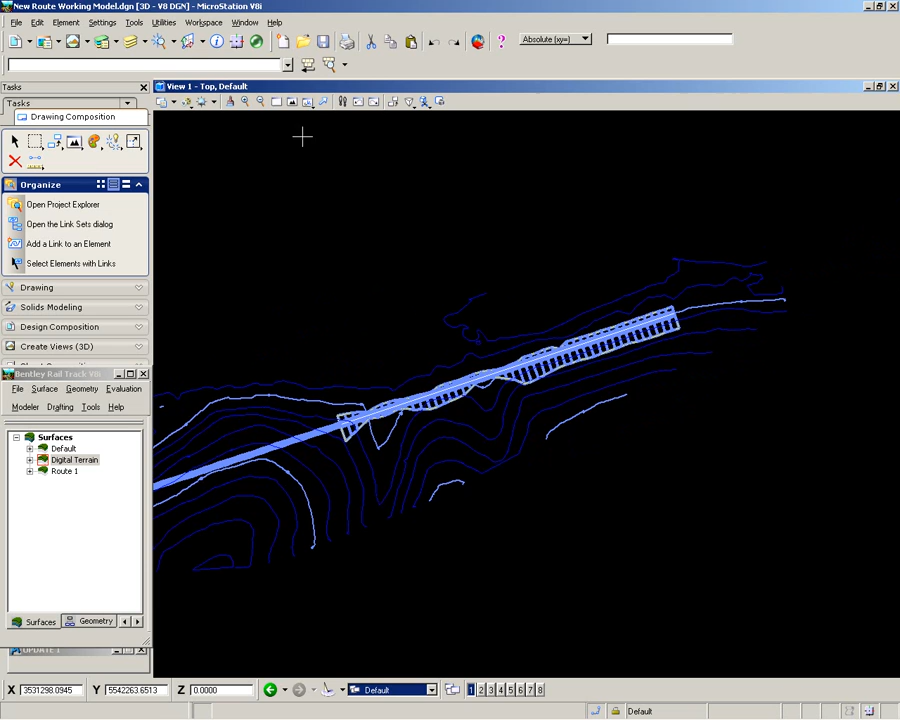 New Route Working Model.dgn [3D - V8 DGN] - MicroStation V8i
File Edit Element Settings Tools Utilities Workspace Window Help
Absolute (xy=)
Tasks
View 1 - Top, Default
Tasks
Drawing Composition
Organize
Open Project Explorer
Open the Link Sets dialog
Add a Link to an Element
Select Elements with Links
Drawing
Solids Modeling
Design Composition
Create Views (3D)
Bentley Rail Track V8i
File Surface Geometry Evaluation
Modeler Drafting Tools Help
Surfaces
Default
Digital Terrain
Route 1
Surfaces Geometry
UPDATE 1
X 3531298.0945 Y 5542263.6513 Z 0.0000 Default 1 2 3 4 5 6 7 8
Default